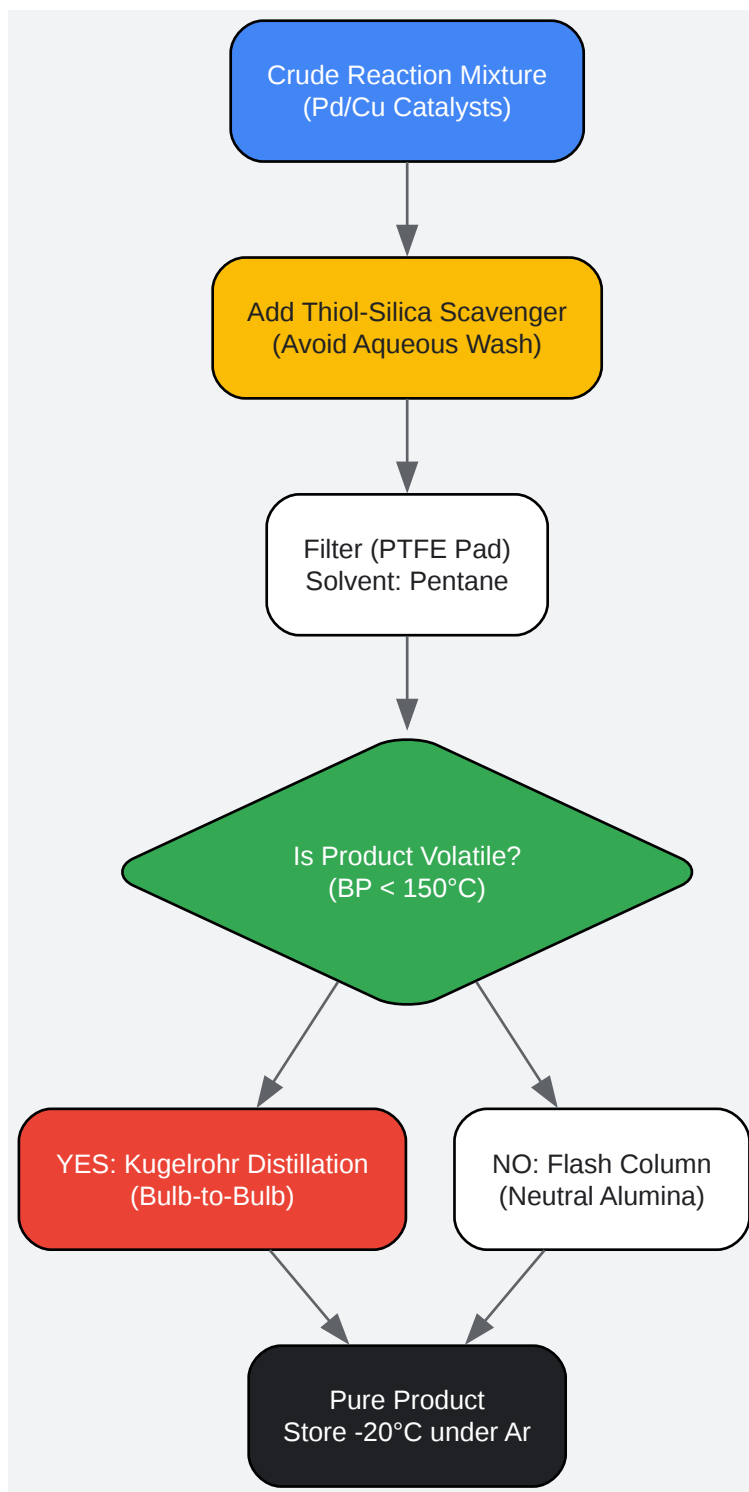 Crude Reaction Mixture
(Pd/Cu Catalysts)
Add Thiol-Silica Scavenger
(Avoid Aqueous Wash)
Filter (PTFE Pad)
Solvent: Pentane
Is Product Volatile?
(BP < 150°C)
YES: Kugelrohr Distillation
(Bulb-to-Bulb)
NO: Flash Column
(Neutral Alumina)
Pure Product
Store -20°C under Ar